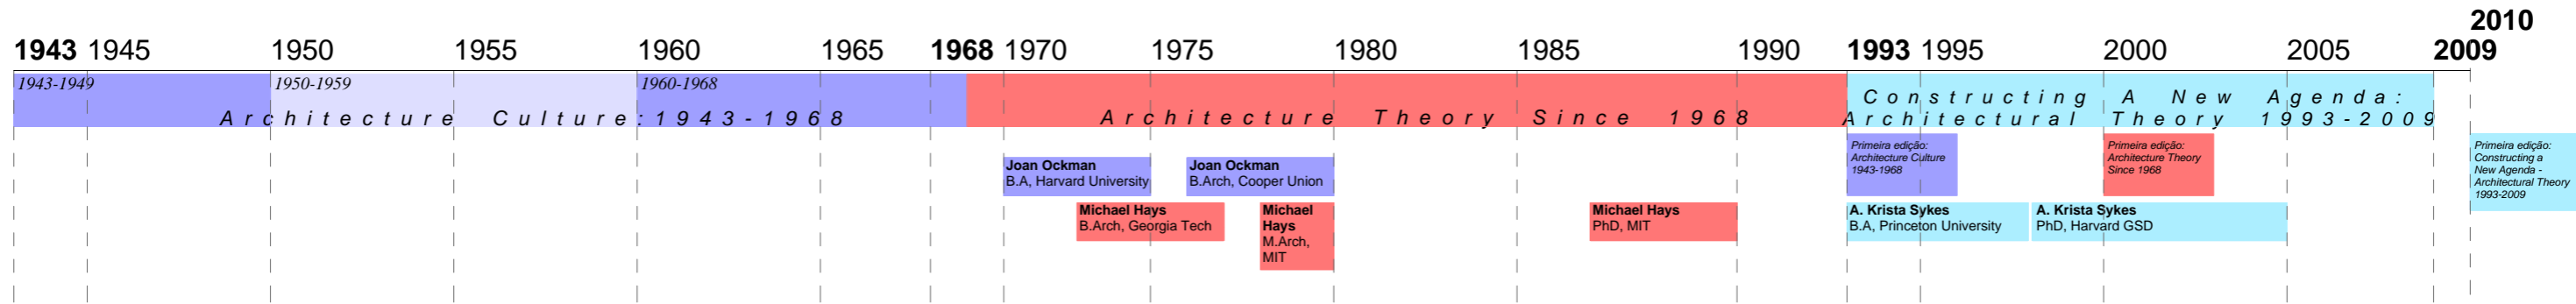 2010
1943 1945 1950 1955 1960 1965 1968 1970 1975 1980 1985 1990 1993 1995 2000 2005 2009
1943-1949 1950-1959 1960-1968
Architecture Culture:1943-1968
Architecture Theory Since 1968
Constructing A New Agenda:
Architectural Theory 1993-2009
Joan Ockman
B.A, Harvard University
Joan Ockman
B.Arch, Cooper Union
Primeira edição:
Architecture Culture
1943-1968
Primeira edição:
Architecture Theory
Since 1968
Primeira edição:
Constructing a
New Agenda -
Architectural Theory
1993-2009
Michael Hays
B.Arch, Georgia Tech
Michael
Hays
M.Arch,
MIT
Michael Hays
PhD, MIT
A. Krista Sykes
B.A, Princeton University
A. Krista Sykes
PhD, Harvard GSD